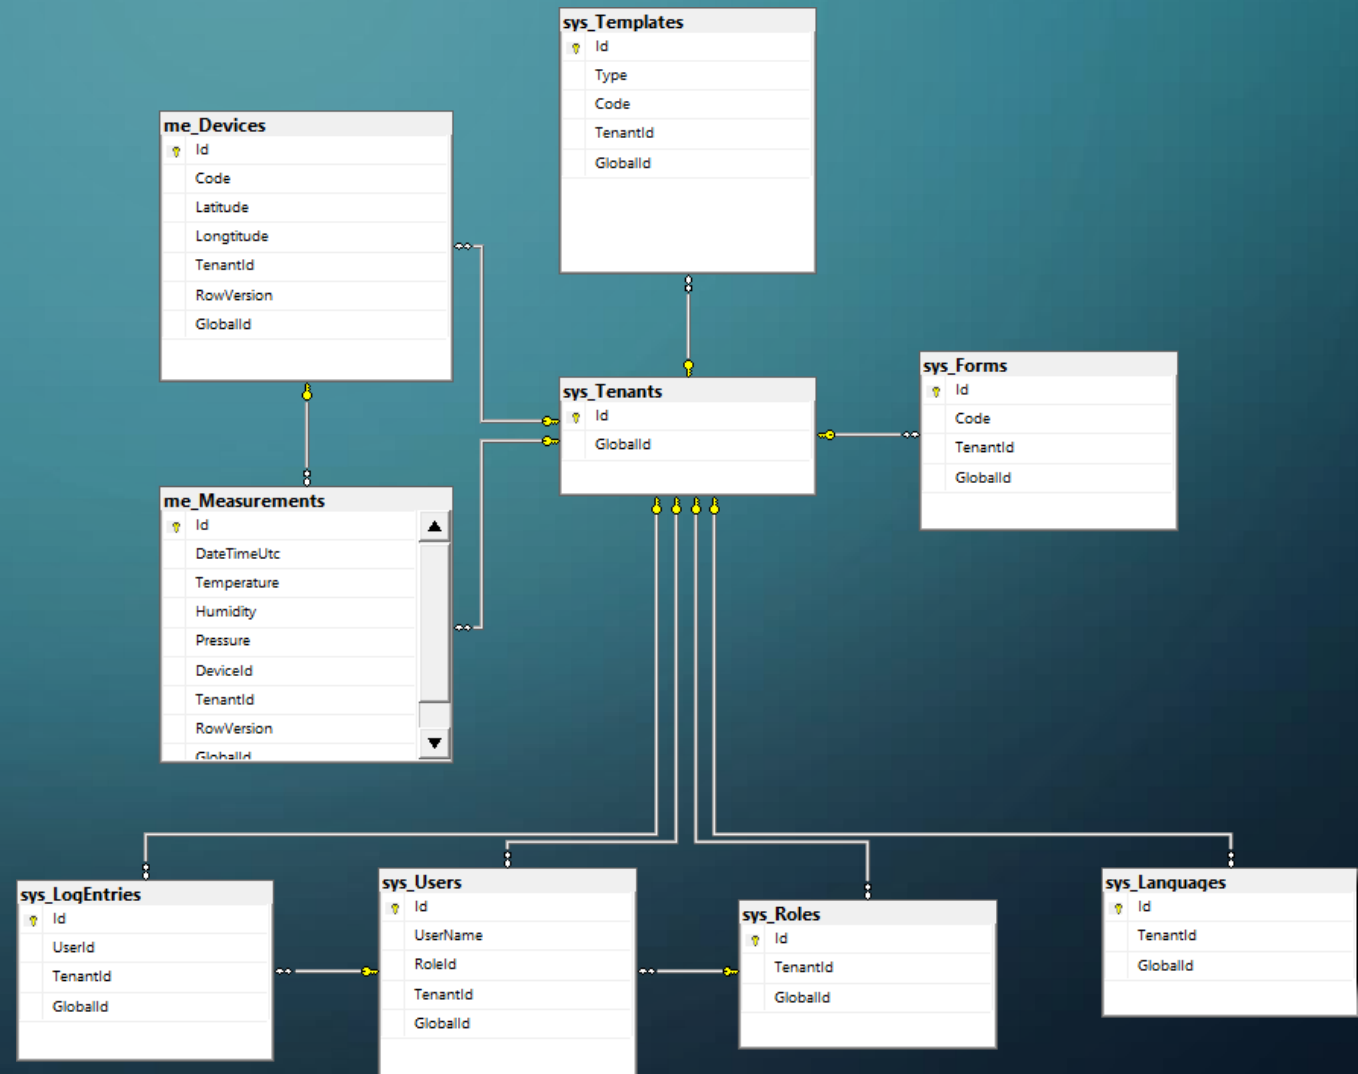 sys_Templates
Id
Type
Code
TenantId
GlobalId
me_Devices
Id
Code
Latitude
Longtitude
TenantId
RowVersion
GlobalId
sys_Forms
Id
Code
TenantId
GlobalId
sys_Tenants
Id
GlobalId
me_Measurements
Id
DateTimeUtc
Temperature
Humidity
Pressure
DeviceId
TenantId
RowVersion
GlobalId
sys_LogEntries
Id
UserId
TenantId
GlobalId
sys_Users
Id
UserName
RoleId
TenantId
GlobalId
sys_Roles
Id
TenantId
GlobalId
sys_Languages
Id
TenantId
GlobalId